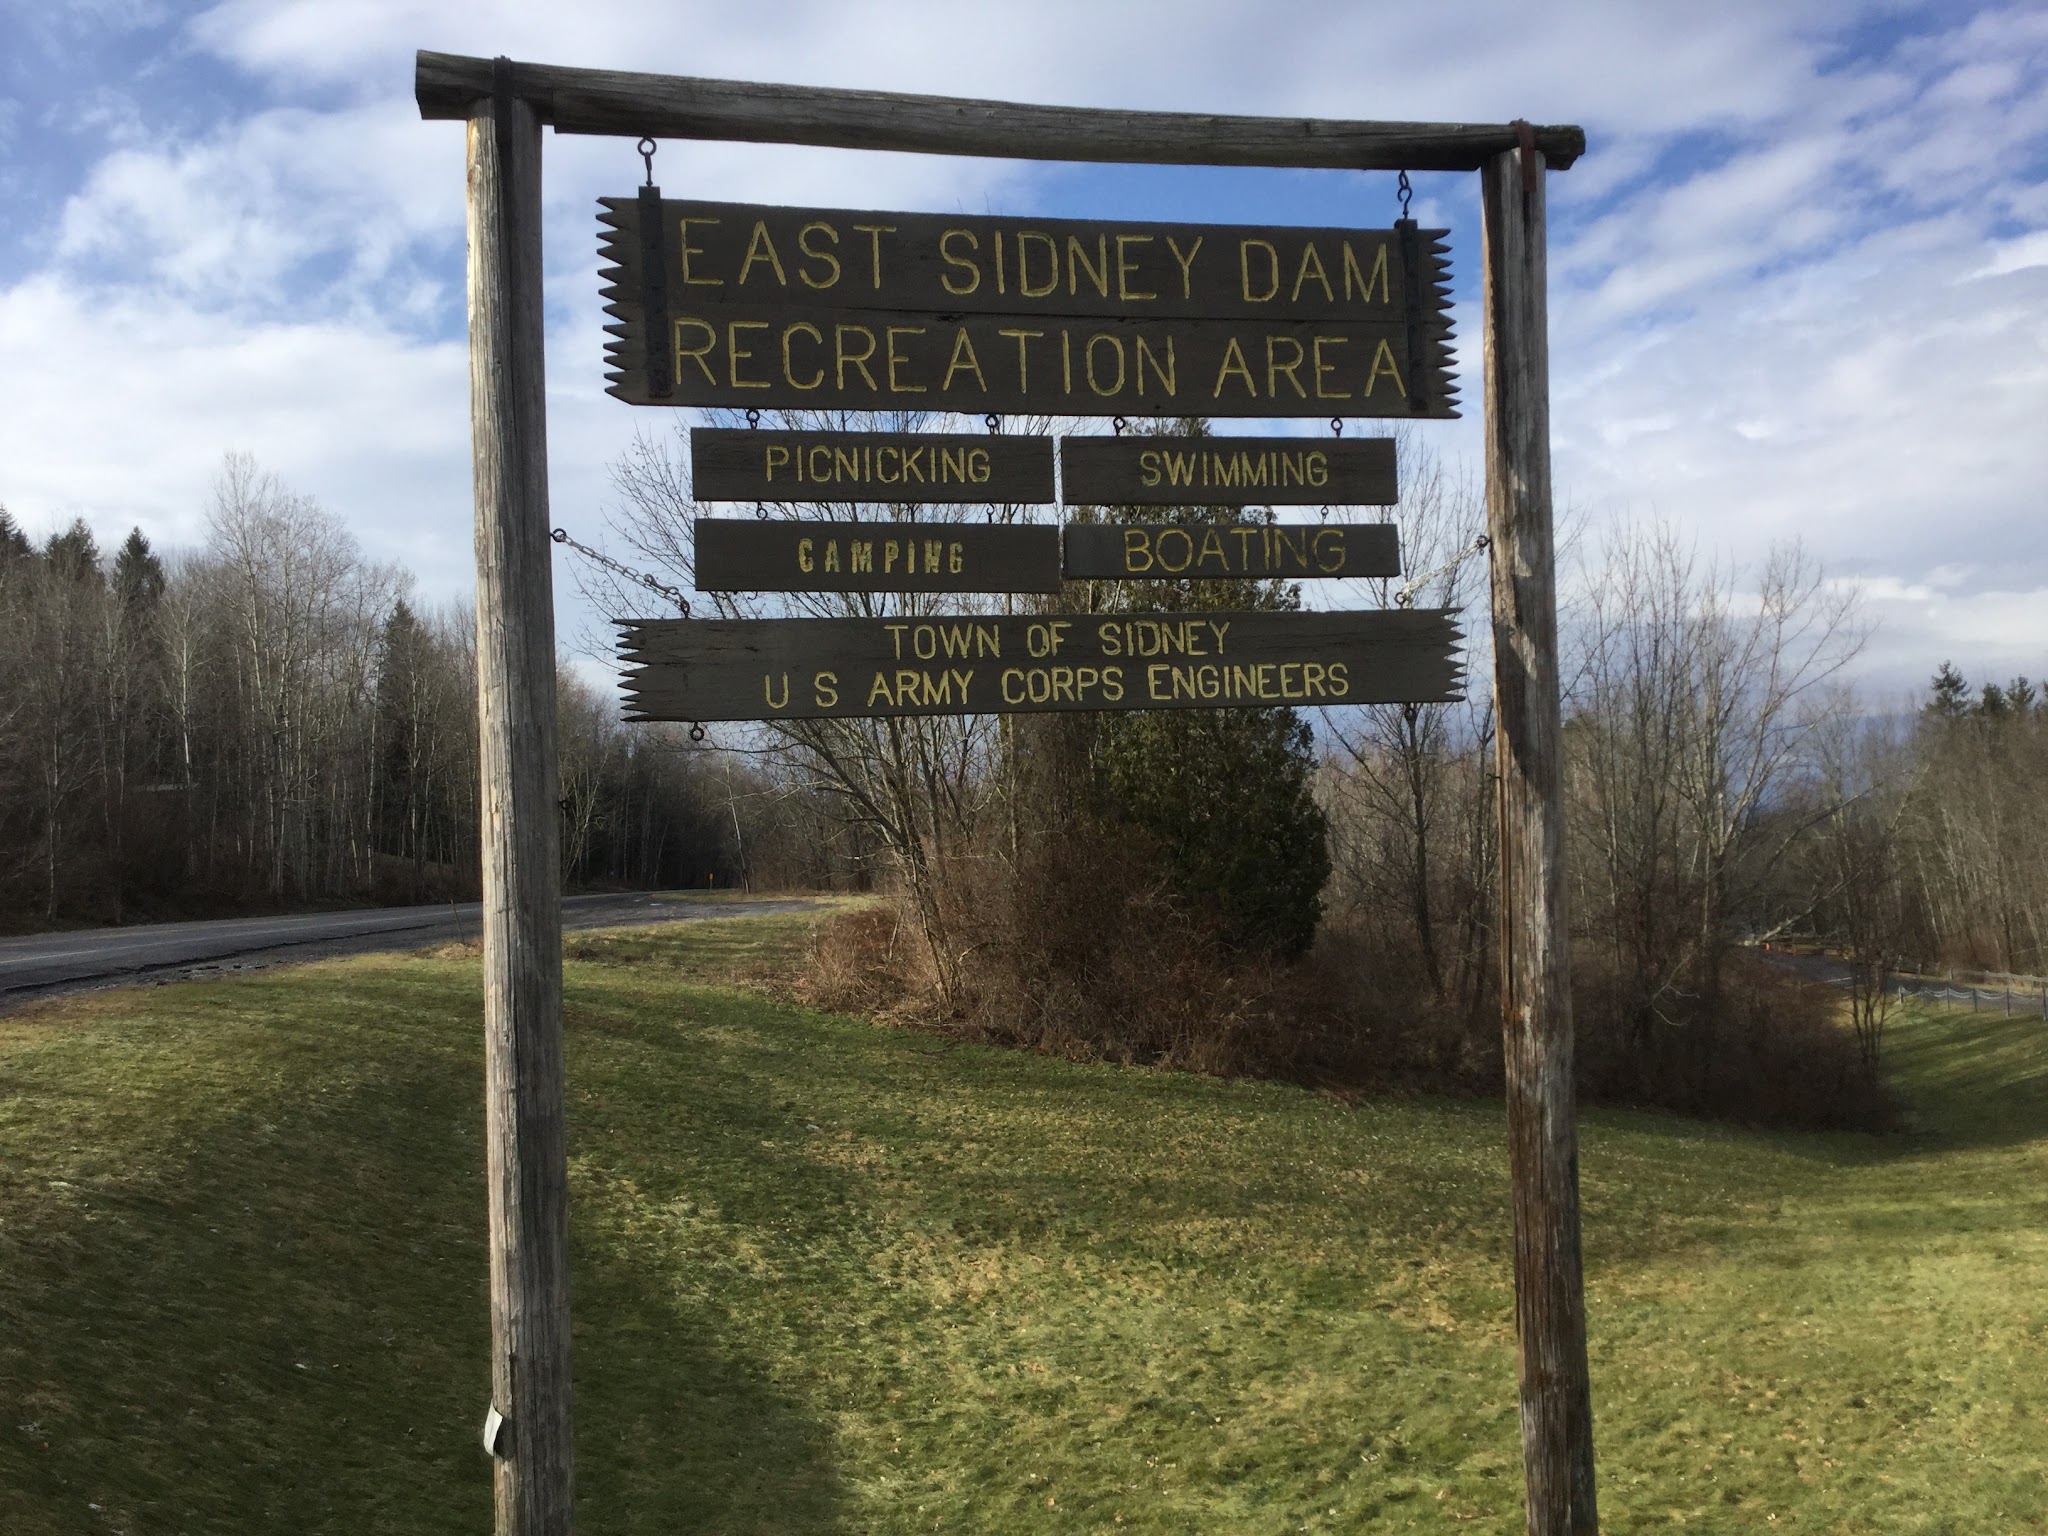 EAST SIDNEY DAM
RECREATION AREA
PICNICKING
SWIMMING
CAMPING
BOATING
TOWN OF SIDNEY
U S ARMY CORPS ENGINEERS